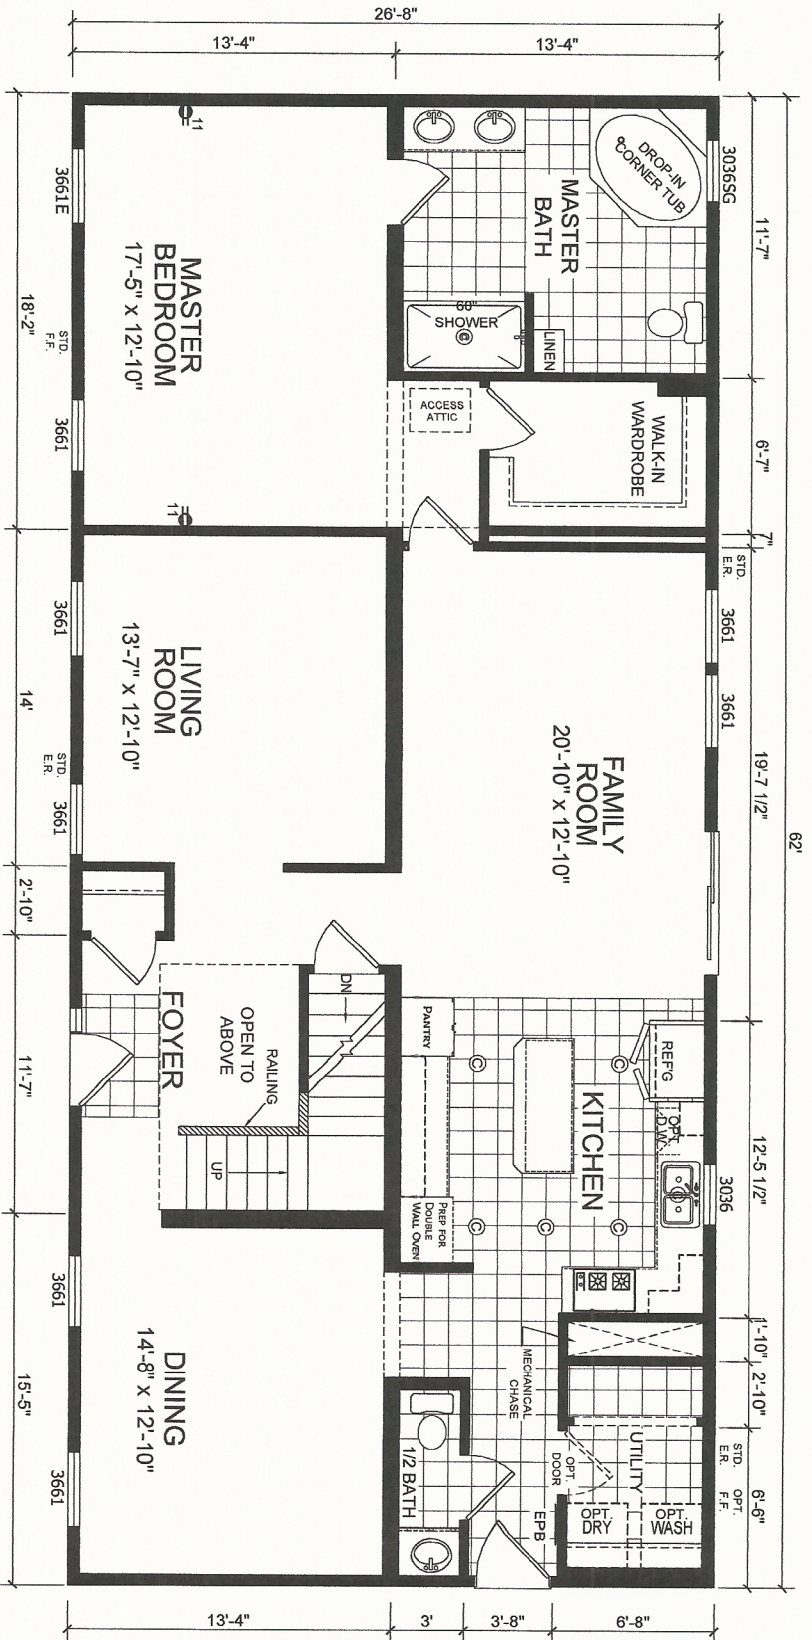 26'-8"
13'-4"
13'-4"
11
3661E
MASTER
BEDROOM
17'-5" x 12'-10"
18'-2"
STD.
F.F.
3661
11
DROP-IN
CORNER TUB
3036SG
MASTER
BATH
11'-7"
60"
SHOWER
LINEN
ACCESS
ATTIC
WALK-IN
WARDROBE
6'-7"
7"
STD.
E.R.
3661
3661
3661
LIVING
ROOM
13'-7" x 12'-10"
14'
STD.
E.R.
3661
FAMILY
ROOM
20'-10" x 12'-10"
19'-7 1/2"
62'
2'-10"
DN
FOYER
OPEN TO
ABOVE
RAILING
UP
11'-7"
PANTRY
REF'G
OPT.
D.W.
KITCHEN
3036
12'-5 1/2"
C
C
C
C
C
PREP FOR
DOUBLE
WALL OVEN
1'-10"
MECHANICAL
CHASE
2'-10"
3661
DINING
14'-8" x 12'-10"
15'-5"
3661
1/2 BATH
OPT.
DOOR
UTILITY
STD.
E.R.
OPT.
F.F.
6'-6"
OPT.
DRY
OPT.
WASH
EPB
13'-4"
3'
3'-8"
6'-8"